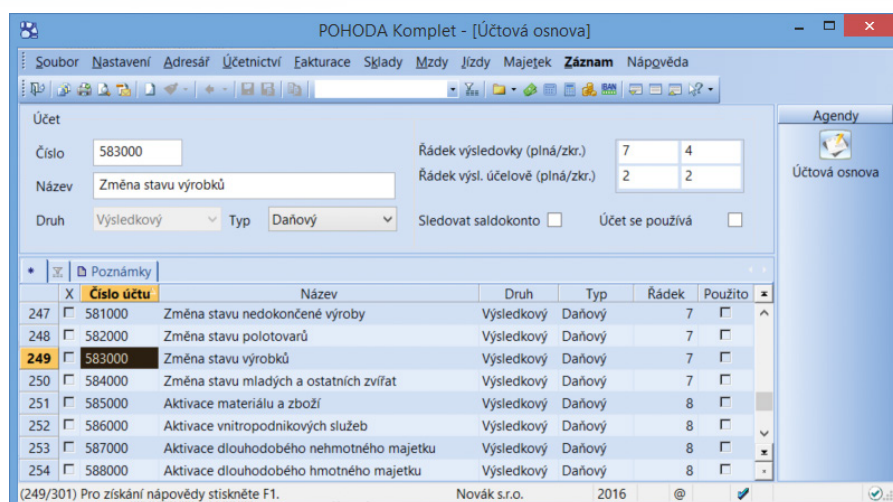 POHODA Komplet - [Účtová osnova]
Soubor Nastavení Adresář Účetnictví Fakturace Sklady Mzdy Jízdy Majetek Záznam Nápověda
Účet
Číslo 583000
Název Změna stavu výrobků
Druh Výsledkový Typ Daňový
Řádek výsledovky (plná/zkr.) 7 4
Řádek výsl. účelově (plná/zkr.) 2 2
Sledovat saldokonto Účet se používá
Agendy
Účtová osnova
* Poznámky
X Číslo účtu Název Druh Typ Řádek Použito
247 581000 Změna stavu nedokončené výroby Výsledkový Daňový 7
248 582000 Změna stavu polotovarů Výsledkový Daňový 7
249 583000 Změna stavu výrobků Výsledkový Daňový 7
250 584000 Změna stavu mladých a ostatních zvířat Výsledkový Daňový 7
251 585000 Aktivace materiálu a zboží Výsledkový Daňový 8
252 586000 Aktivace vnitropodnikových služeb Výsledkový Daňový 8
253 587000 Aktivace dlouhodobého nehmotného majetku Výsledkový Daňový 8
254 588000 Aktivace dlouhodobého hmotného majetku Výsledkový Daňový 8
(249/301) Pro získání nápovědy stiskněte F1. Novák s.r.o. 2016 @